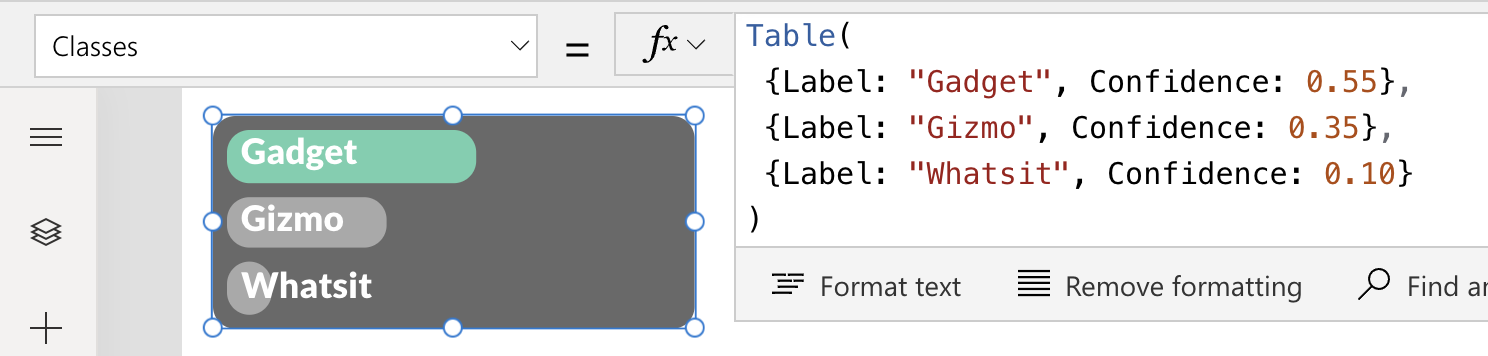 Classes
=
fx
Table(
{Label: "Gadget", Confidence: 0.55},
{Label: "Gizmo", Confidence: 0.35},
{Label: "Whatsit", Confidence: 0.10}
)
Format text
Remove formatting
Find
Gadget
Gizmo
Whatsit